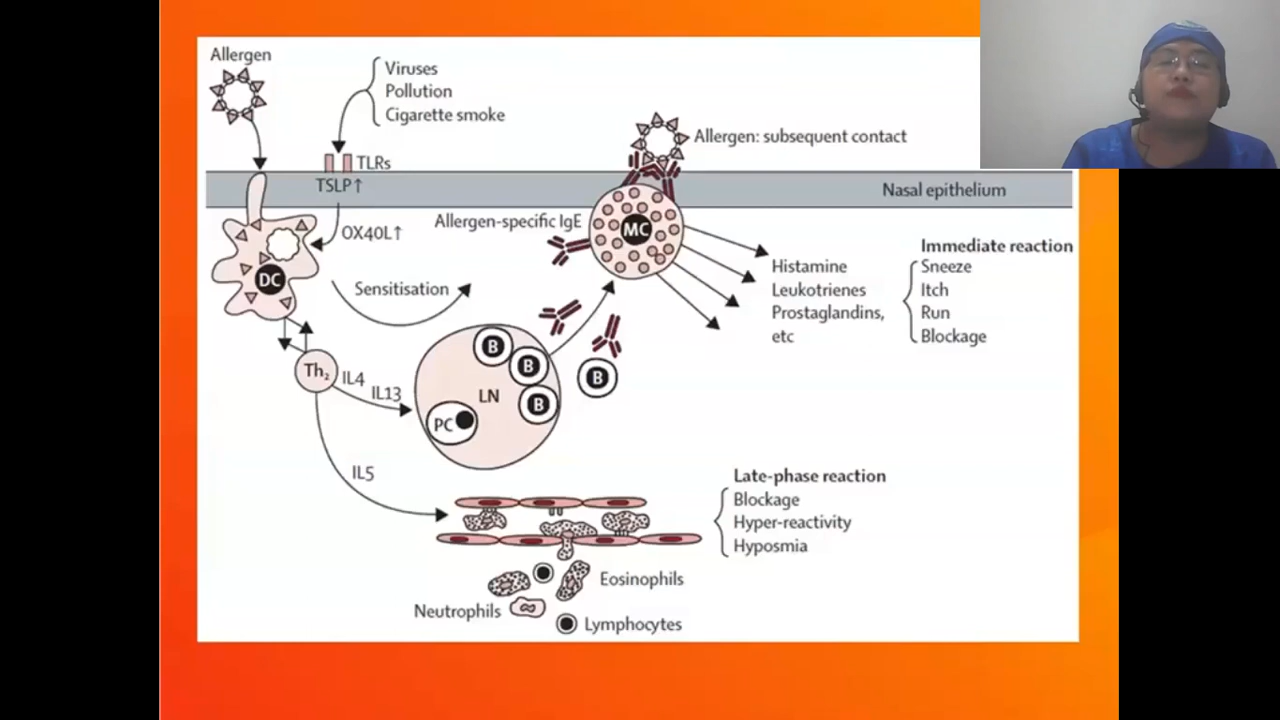 Allergen
Viruses
Pollution
Cigarette smoke
TLRs
TSLP↑
OX40L↑
Allergen: subsequent contact
Nasal epithelium
Allergen-specific IgE
MC
DC
Sensitisation
Histamine
Leukotrienes
Prostaglandins,
etc
Immediate reaction
Sneeze
Itch
Run
Blockage
Th₂
IL4
IL13
B
B
B
B
LN
PC
IL5
Late-phase reaction
Blockage
Hyper-reactivity
Hyposmia
Eosinophils
Neutrophils
Lymphocytes